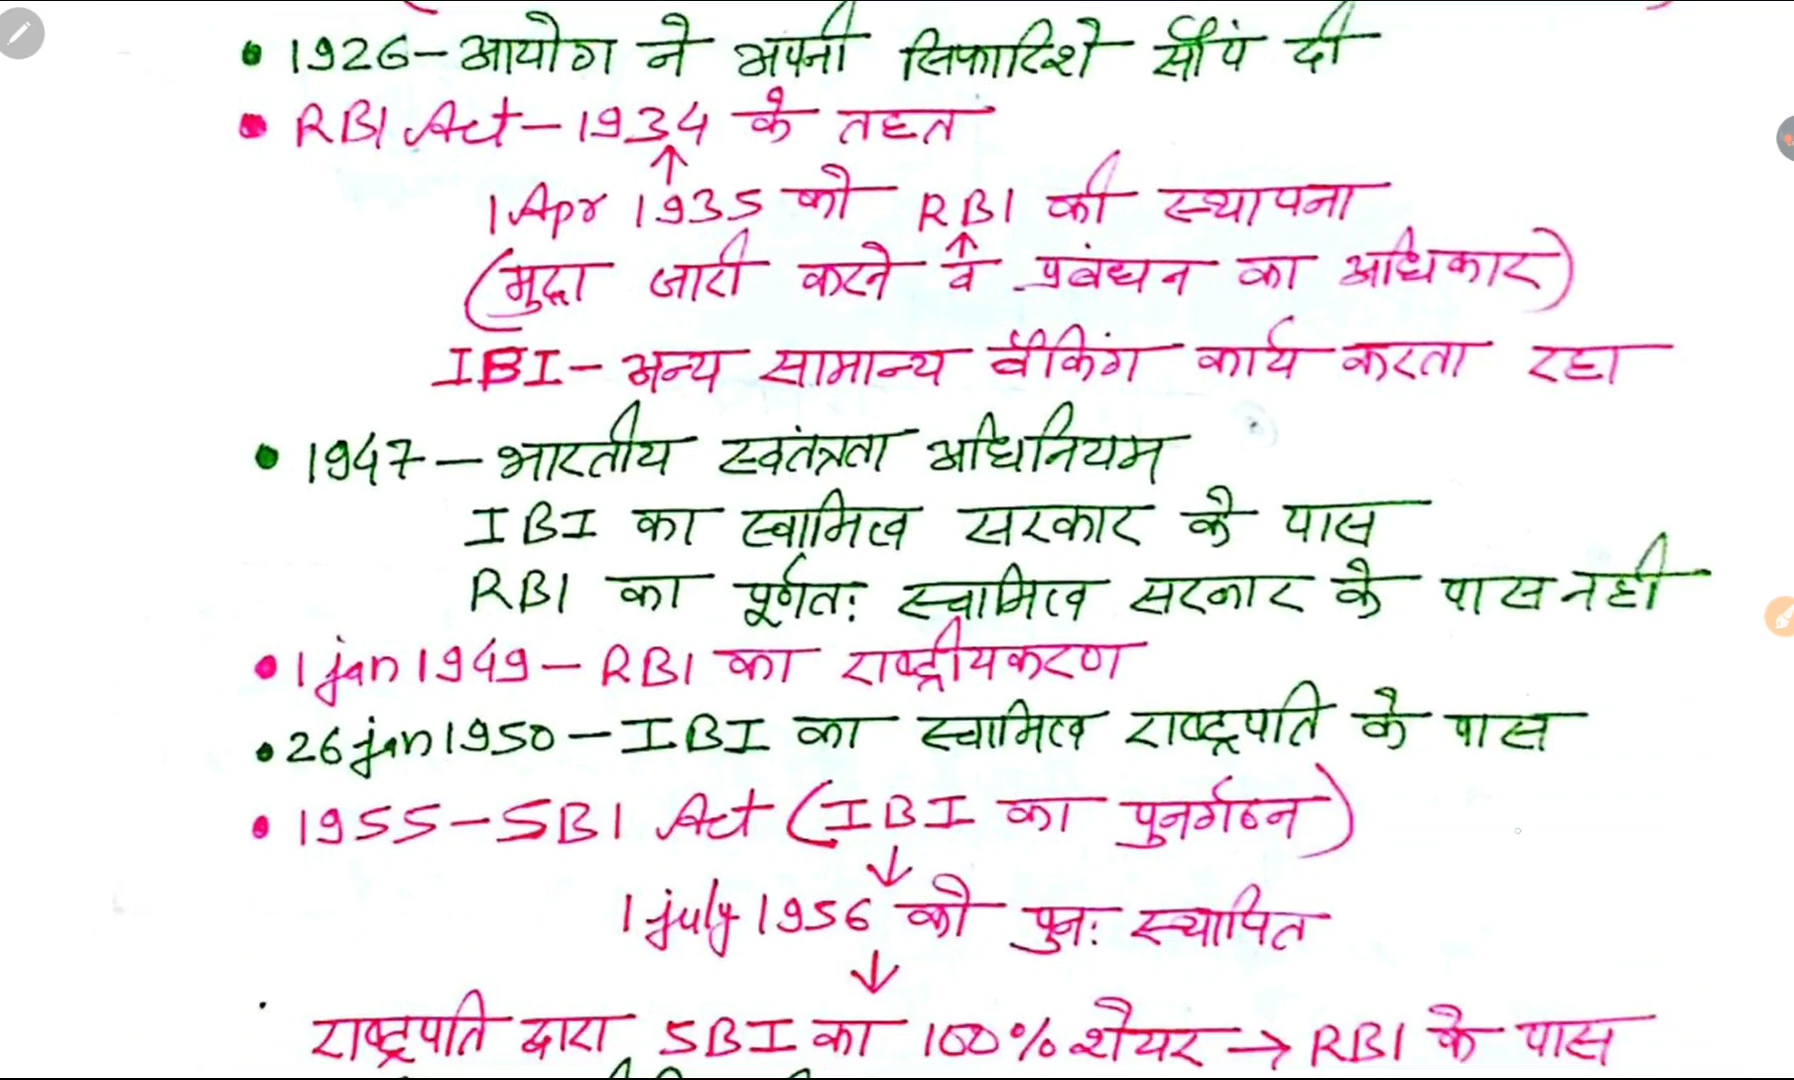 • 1926 - आयोग ने अपनी सिफारिशे सौंप दी
• RBI Act - 1934 के तहत
↑
1 Apr 1935 को RBI की स्थापना
↑
(मुद्रा जारी करने व प्रबंधन का अधिकार)
IBI - अन्य सामान्य बैंकिंग कार्य करता रहा
• 1947 - भारतीय स्वतंत्रता अधिनियम
IBI का स्वामित्व सरकार के पास
RBI का पूर्णत: स्वामित्व सरकार के पास नही
• 1 jan 1949 - RBI का राष्ट्रीयकरण
• 26 jan 1950 - IBI का स्वामित्व राष्ट्रपति के पास
• 1955 - SBI Act (IBI का पुनर्गठन)
↓
1 july 1956 को पुन: स्थापित
↓
राष्ट्रपति द्वारा SBI का 100% शेयर → RBI के पास